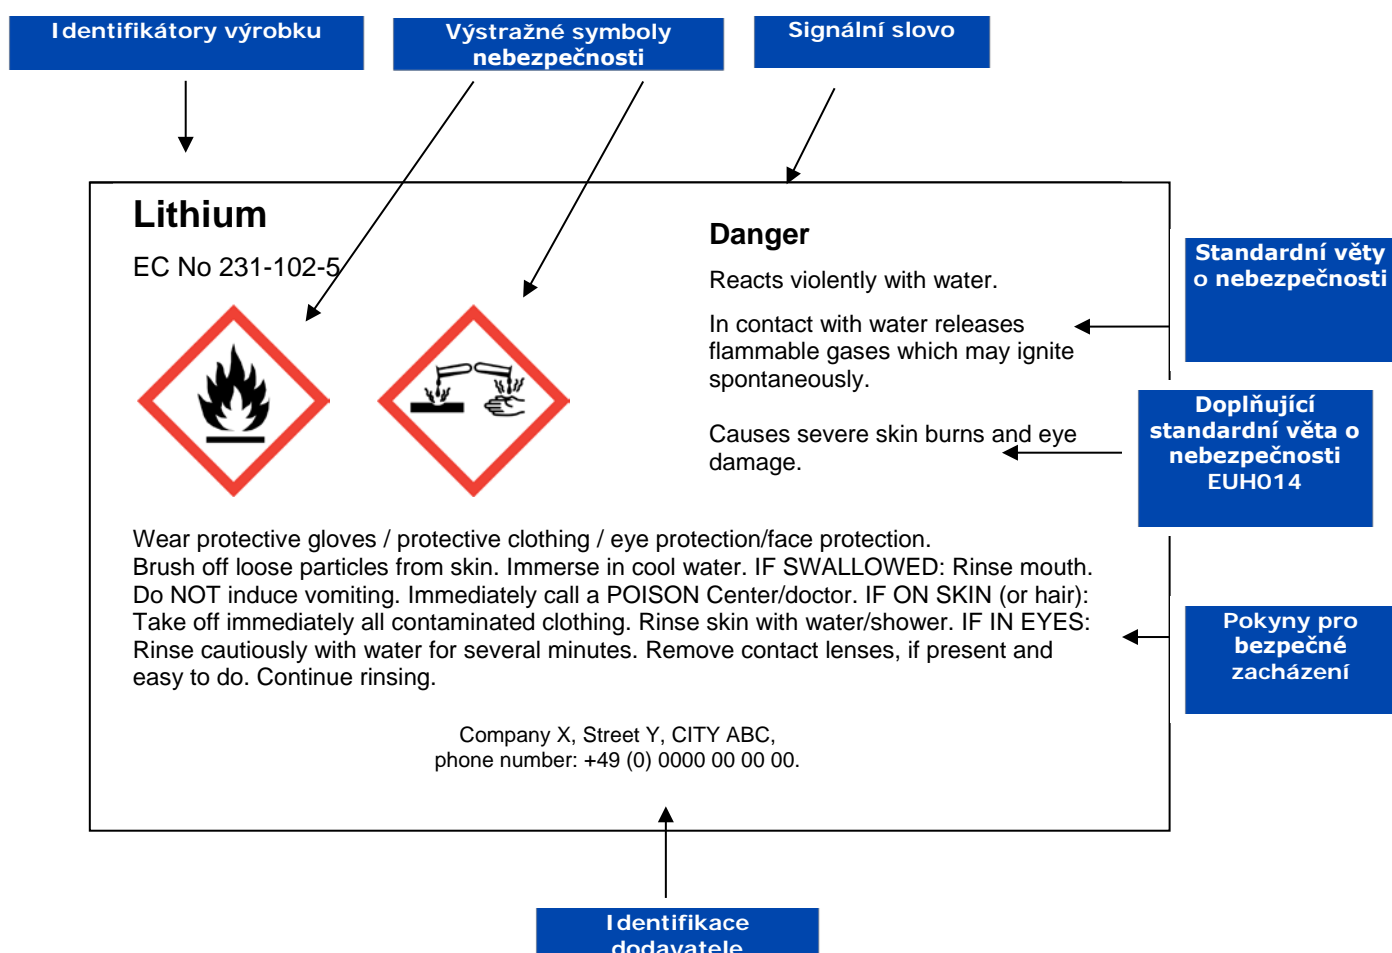 Identifikátory výrobku
Výstražné symboly
nebezpečnosti
Signální slovo
Lithium
EC No 231-102-5
Danger
Reacts violently with water.
In contact with water releases
flammable gases which may ignite
spontaneously.
Causes severe skin burns and eye
damage.
Standardní věty
o nebezpečnosti
Doplňující
standardní věta o
nebezpečnosti
EUH014
Wear protective gloves / protective clothing / eye protection/face protection.
Brush off loose particles from skin. Immerse in cool water. IF SWALLOWED: Rinse mouth.
Do NOT induce vomiting. Immediately call a POISON Center/doctor. IF ON SKIN (or hair):
Take off immediately all contaminated clothing. Rinse skin with water/shower. IF IN EYES:
Rinse cautiously with water for several minutes. Remove contact lenses, if present and
easy to do. Continue rinsing.
Pokyny pro
bezpečné
zacházení
Company X, Street Y, CITY ABC,
phone number: +49 (0) 0000 00 00 00.
Identifikace
dodavatele